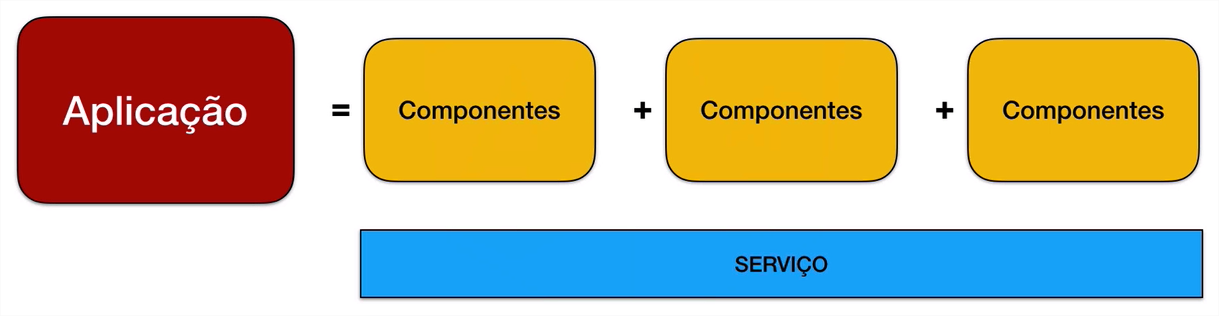 Aplicação = Componentes + Componentes + Componentes
SERVIÇO